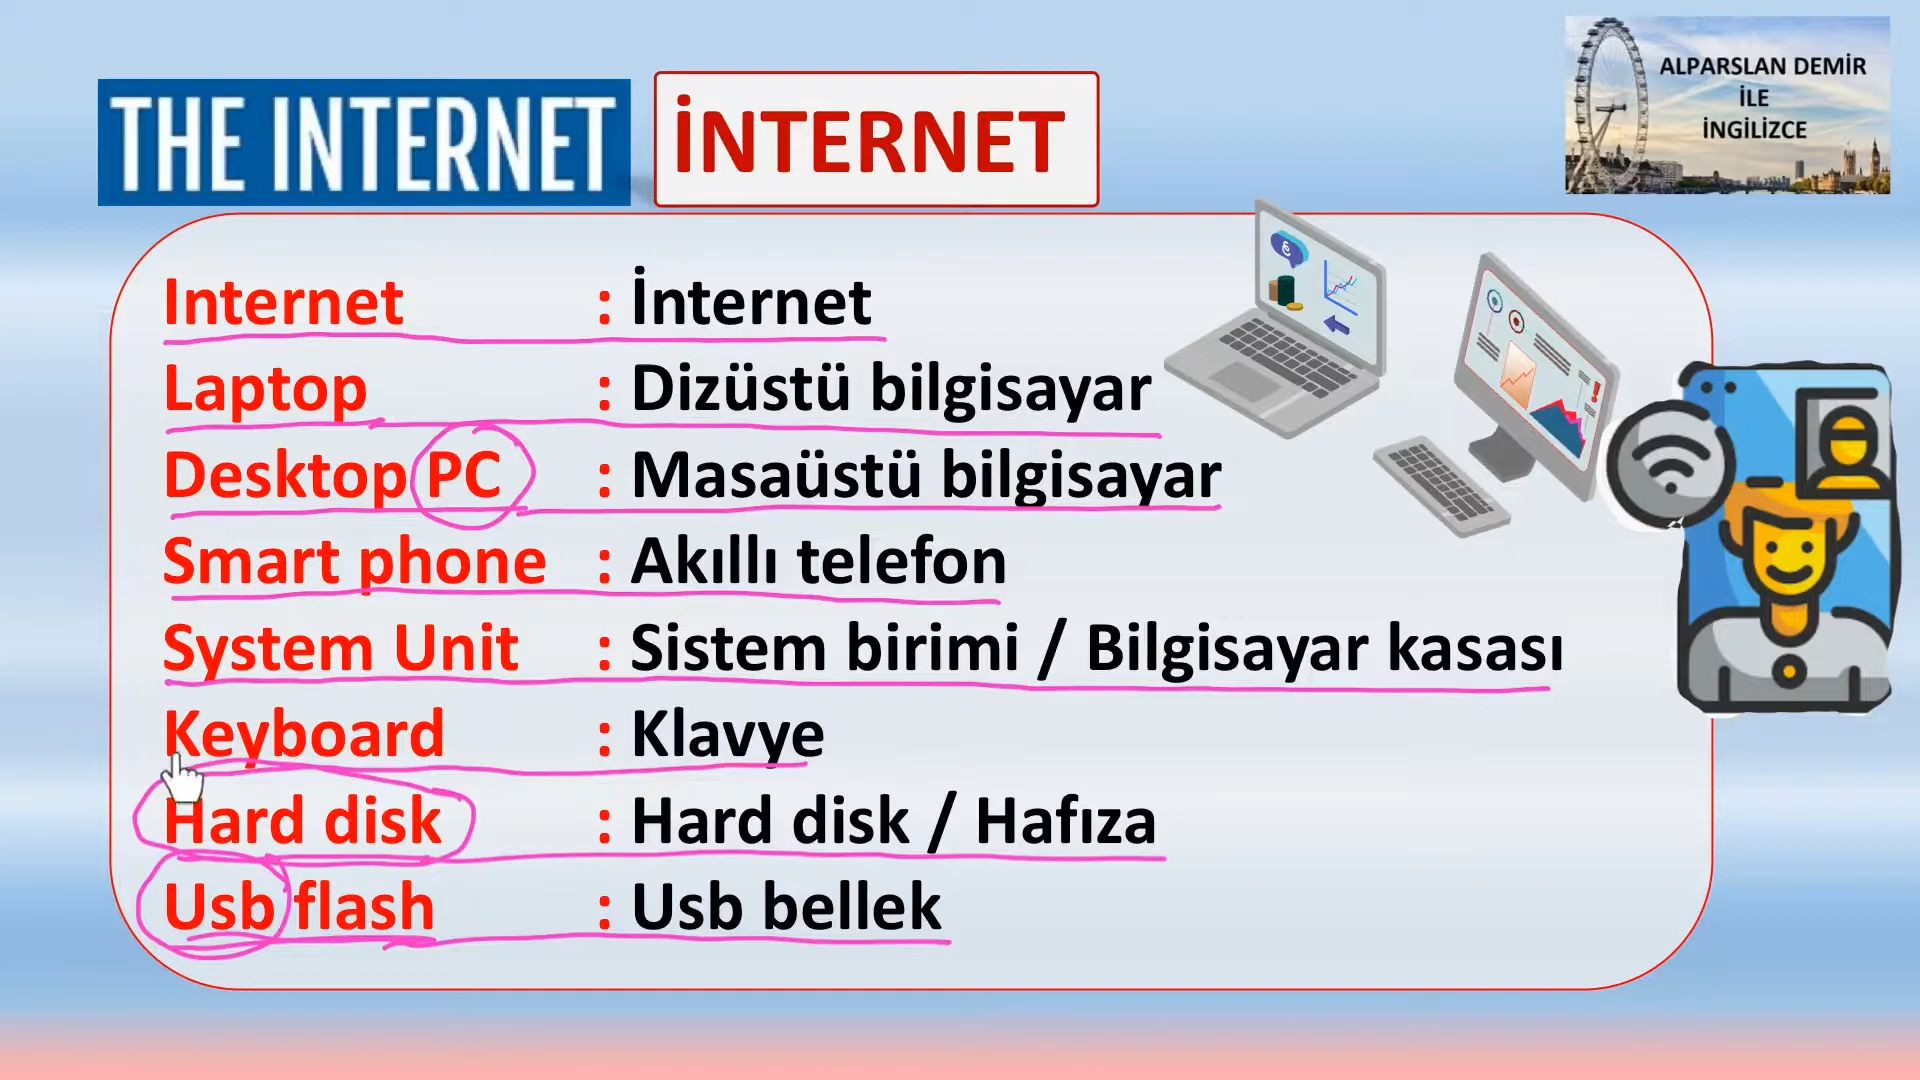 THE INTERNET
İNTERNET
ALPARSLAN DEMİR
İLE
İNGİLİZCE
Internet : İnternet
Laptop : Dizüstü bilgisayar
Desktop PC : Masaüstü bilgisayar
Smart phone : Akıllı telefon
System Unit : Sistem birimi / Bilgisayar kasası
Keyboard : Klavye
Hard disk : Hard disk / Hafıza
Usb flash : Usb bellek